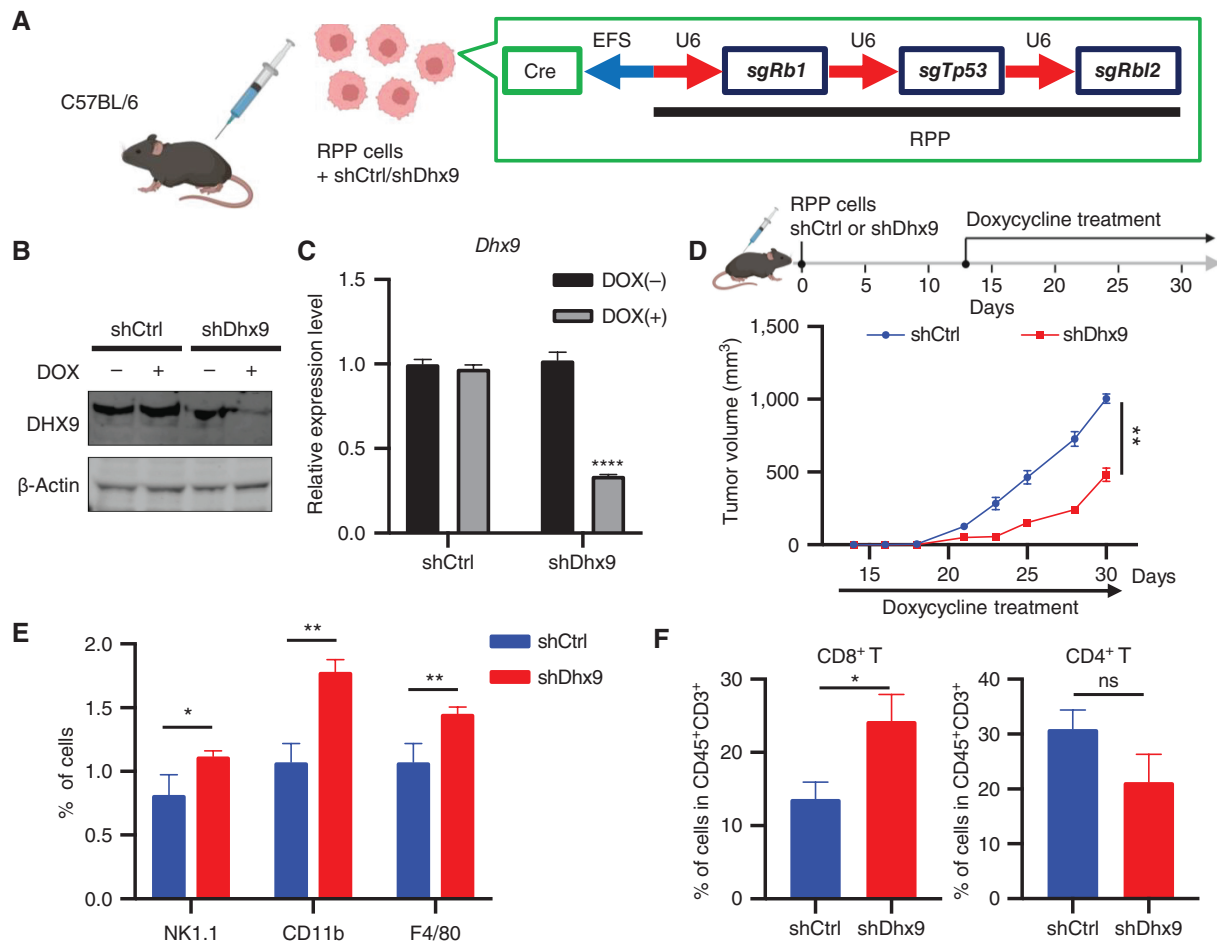 A
C57BL/6
RPP cells
+ shCtrl/shDhx9
Cre
EFS
U6
sgRb1
U6
sgTp53
U6
sgRbl2
RPP
B
shCtrl shDhx9
DOX – + – +
DHX9
β-Actin
C
Dhx9
Relative expression level
1.5
1.0
0.5
0.0
DOX(–)
DOX(+)
****
shCtrl shDhx9
D
RPP cells
shCtrl or shDhx9
Doxycycline treatment
0 5 10 15 20 25 30
Days
Tumor volume (mm³)
1,500
1,000
500
0
shCtrl shDhx9
**
15 20 25 30 Days
Doxycycline treatment
E
% of cells
2.0
1.5
1.0
0.5
0.0
* ** **
shCtrl
shDhx9
NK1.1 CD11b F4/80
F
CD8⁺ T
% of cells in CD45⁺CD3⁺
30
20
10
0
*
shCtrl shDhx9
CD4⁺ T
% of cells in CD45⁺CD3⁺
40
30
20
10
0
ns
shCtrl shDhx9